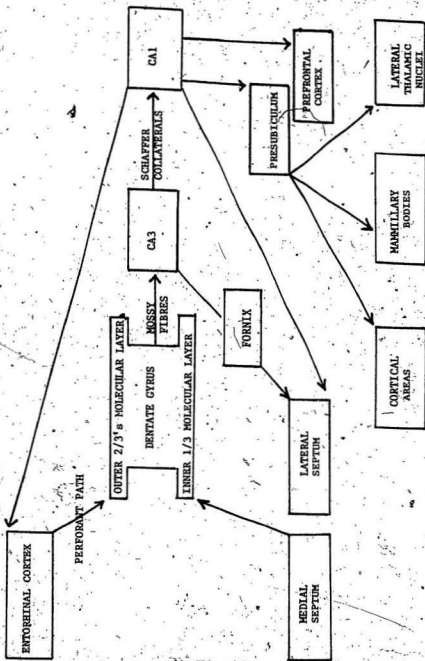 ENTORHINAL CORTEX
PERFORANT PATH
OUTER 2/3's MOLECULAR LAYER
DENTATE GYRUS
INNER 1/3 MOLECULAR LAYER
MOSSY
FIBRES
CA3
SCHAFFER
COLLATERALS
CA1
MEDIAL
SEPTUM
LATERAL
SEPTUM
FORNIX
PRESUBICULUM
PREFRONTAL
CORTEX
CORTICAL
AREAS
MAMMILLARY
BODIES
LATERAL
THALAMIC
NUCLEI